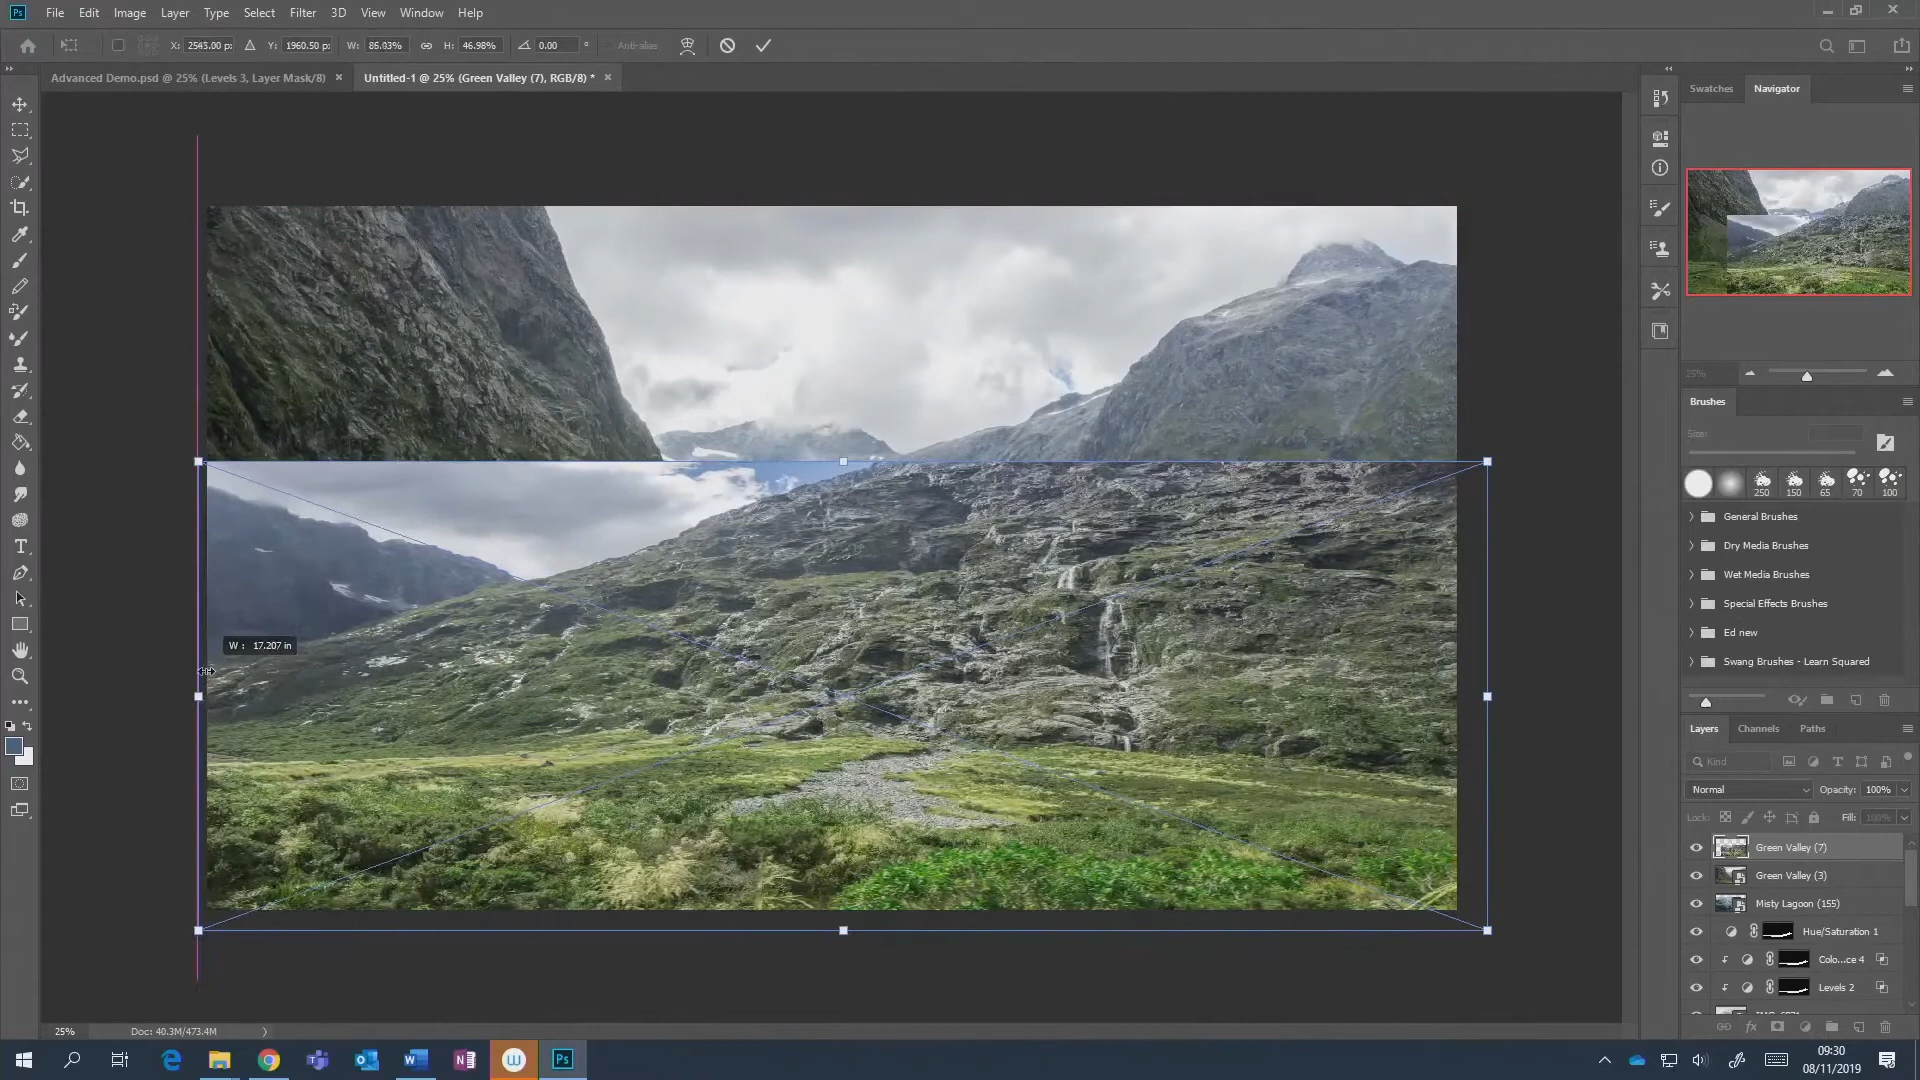 Ps File Edit Image Layer Type Select Filter 3D View Window Help
X: 2543.00 p: Y: 1960.50 p: W: 85.03% H: 46.98% 0.00 ° Anti-alias
Advanced Demo.psd @ 25% (Levels 3, Layer Mask/8) × Untitled-1 @ 25% (Green Valley (7), RGB/8) * ×
Swatches Navigator
25%
Brushes
Size:
250 150 65 70 100
General Brushes
Dry Media Brushes
Wet Media Brushes
Special Effects Brushes
Ed new
Swang Brushes - Learn Squared
W : 17.207 in
Layers Channels Paths
Kind
Normal Opacity: 100%
Lock: Fill: 100%
Green Valley (7)
Green Valley (3)
Misty Lagoon (155)
Hue/Saturation 1
Colo...ce 4
Levels 2
25% Doc: 40.3M/473.4M
09:30
08/11/2019